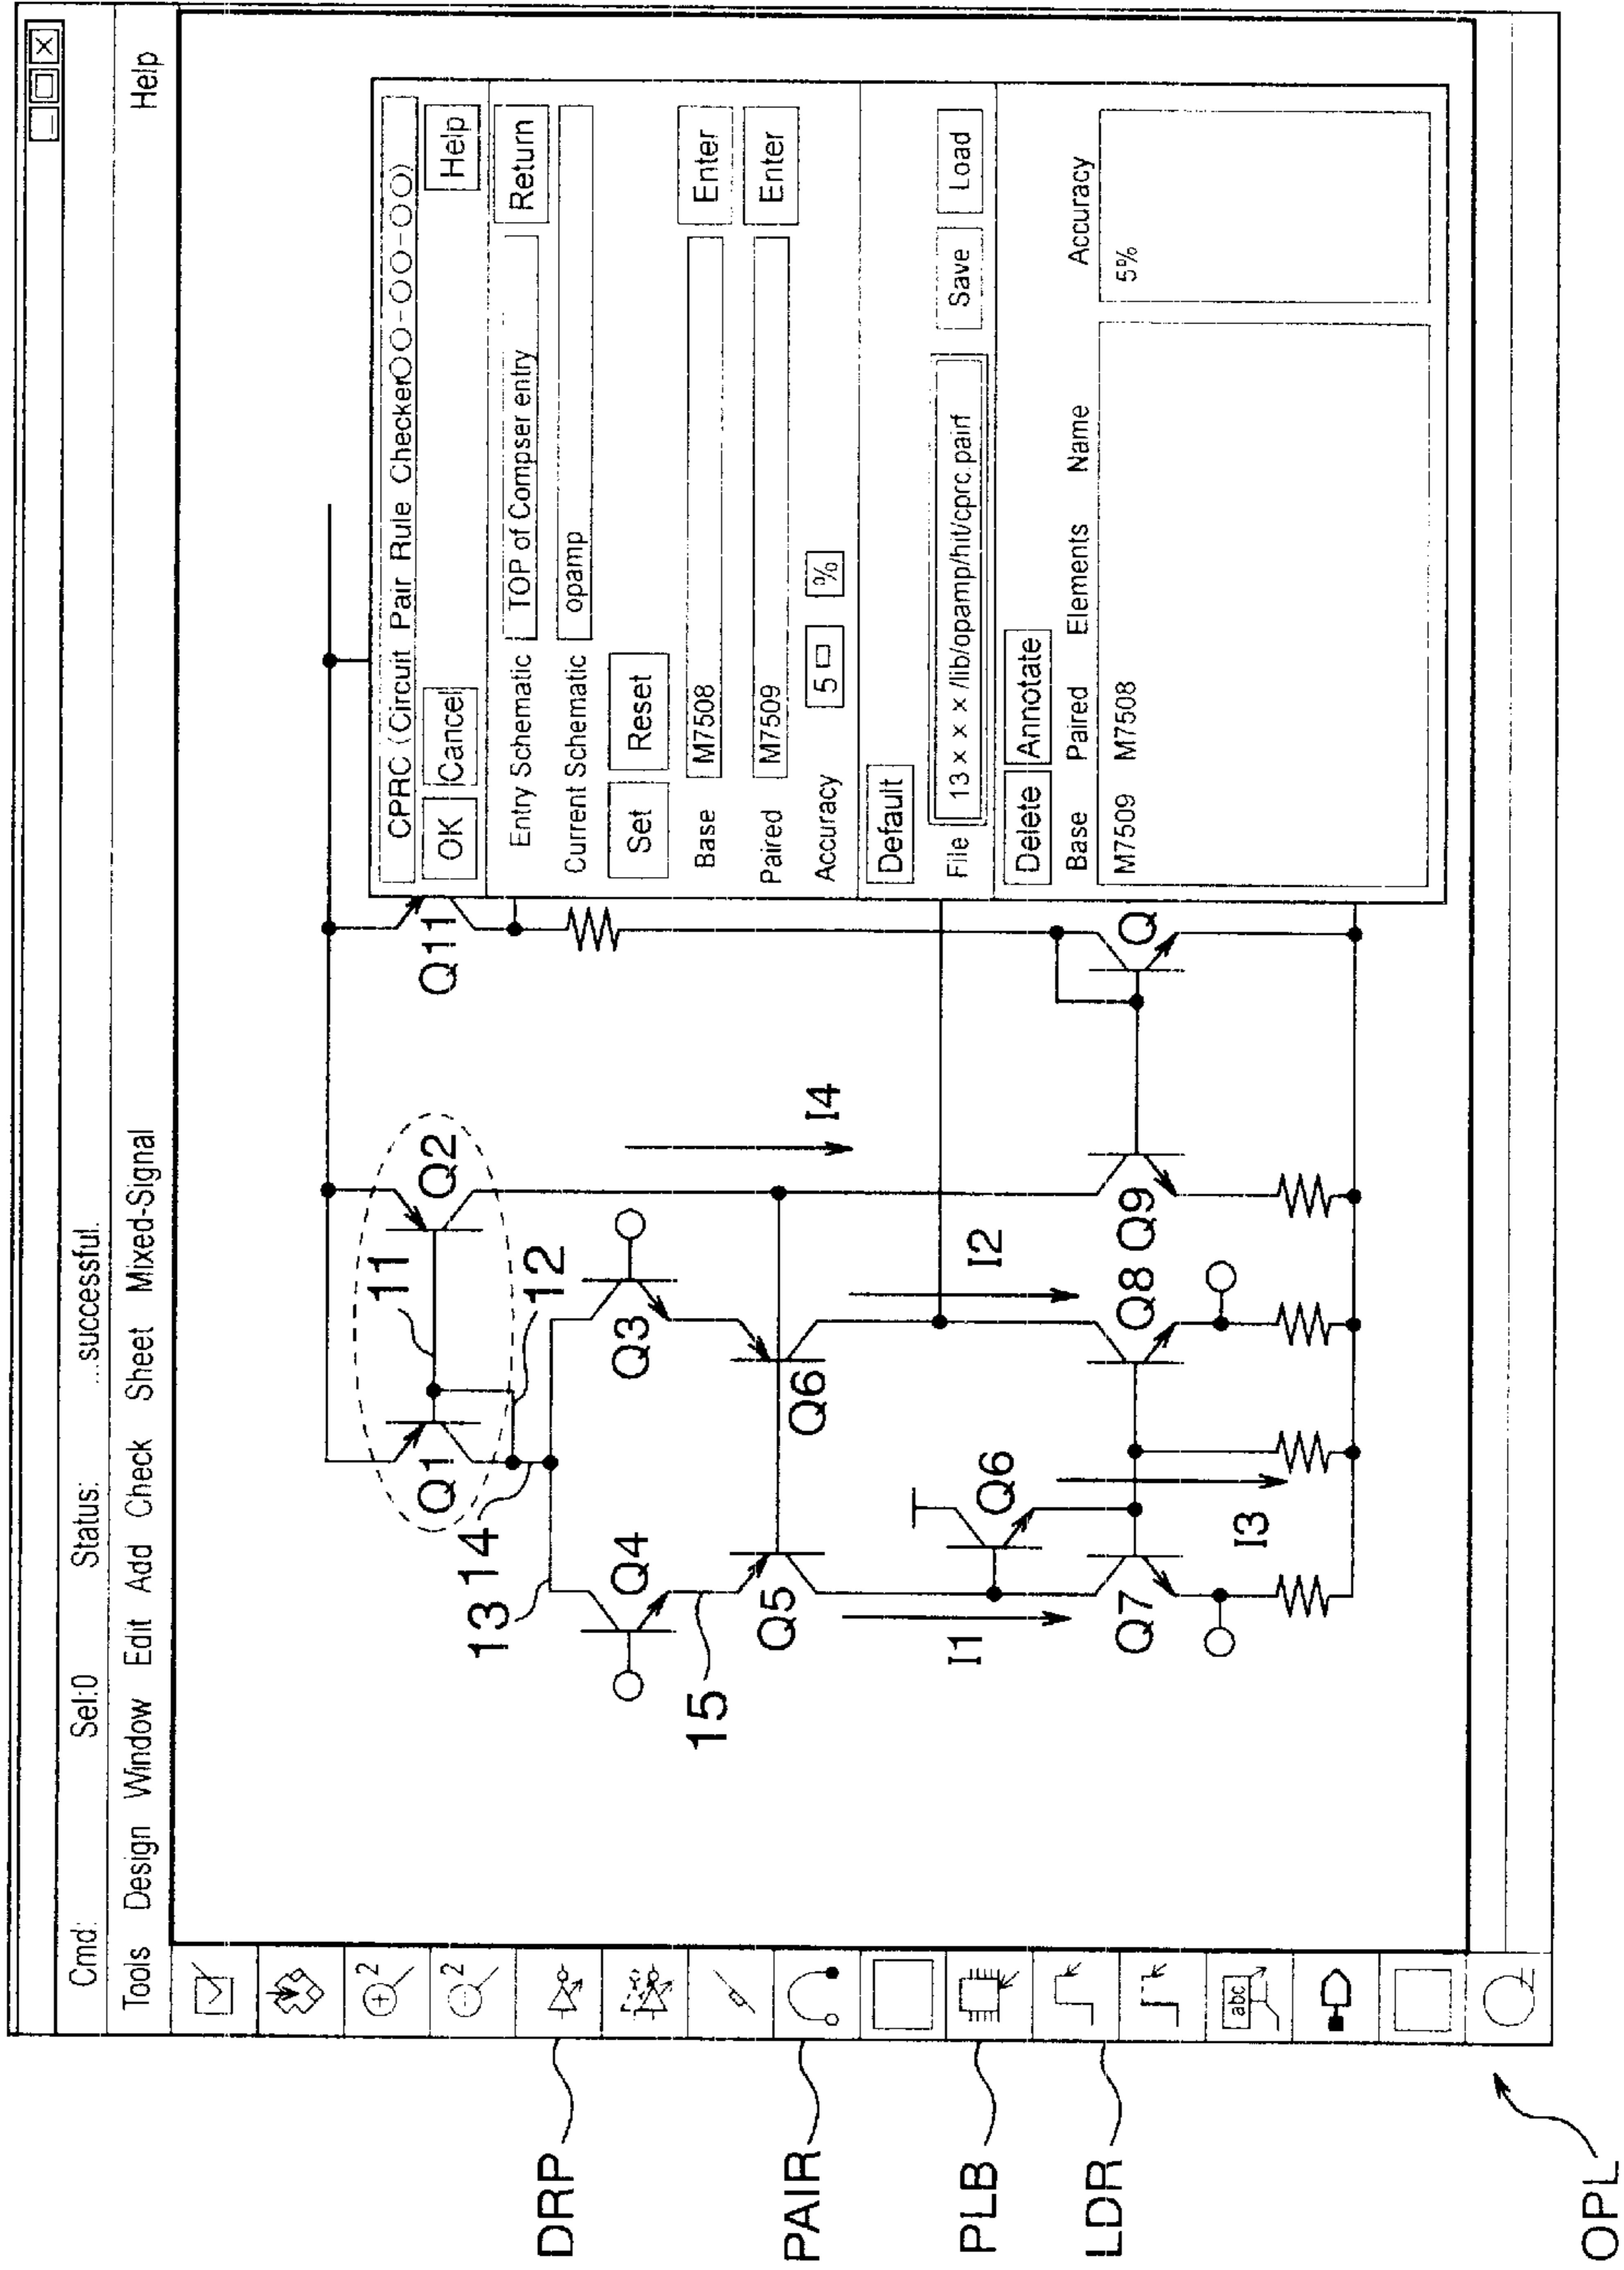 Cmd: Sel:0 Status: ...successful.
Tools Design Window Edit Add Check Sheet Mixed-Signal Help
2
2
abc
DRP
PAIR
PLB
LDR
OPL
Q1
11
Q2
Q11
12
13
14
Q4
Q3
I4
15
Q5
Q6
I1
Q6
I2
Q7
I3
Q8
Q9
Q
CPRC (Circuit Pair Rule Checker○○-○○-○○)
OK Cancel Help
Entry Schematic TOP of Compser entry Return
Current Schematic opamp
Set Reset
Base M7508 Enter
Paired M7509 Enter
Accuracy 5 %
Default
File 13×××/lib/opamp/hit/cprc.pairf Save Load
Delete Annotate
Base Paired Elements Name Accuracy
M7509 M7508 5%